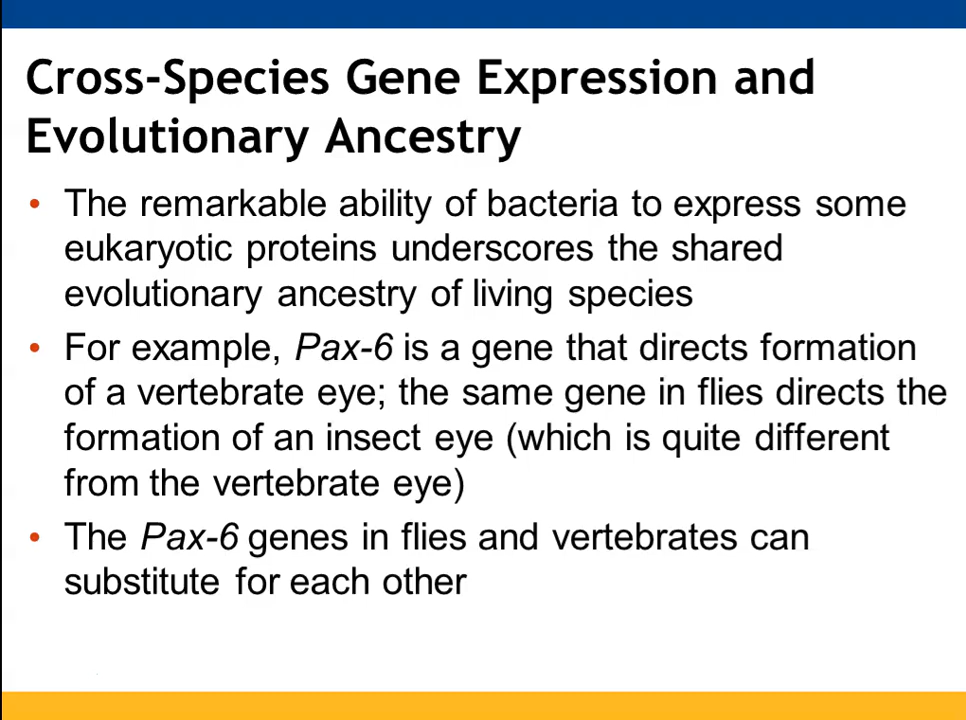 Cross-Species Gene Expression and
Evolutionary Ancestry
• The remarkable ability of bacteria to express some
eukaryotic proteins underscores the shared
evolutionary ancestry of living species
• For example, Pax-6 is a gene that directs formation
of a vertebrate eye; the same gene in flies directs the
formation of an insect eye (which is quite different
from the vertebrate eye)
• The Pax-6 genes in flies and vertebrates can
substitute for each other